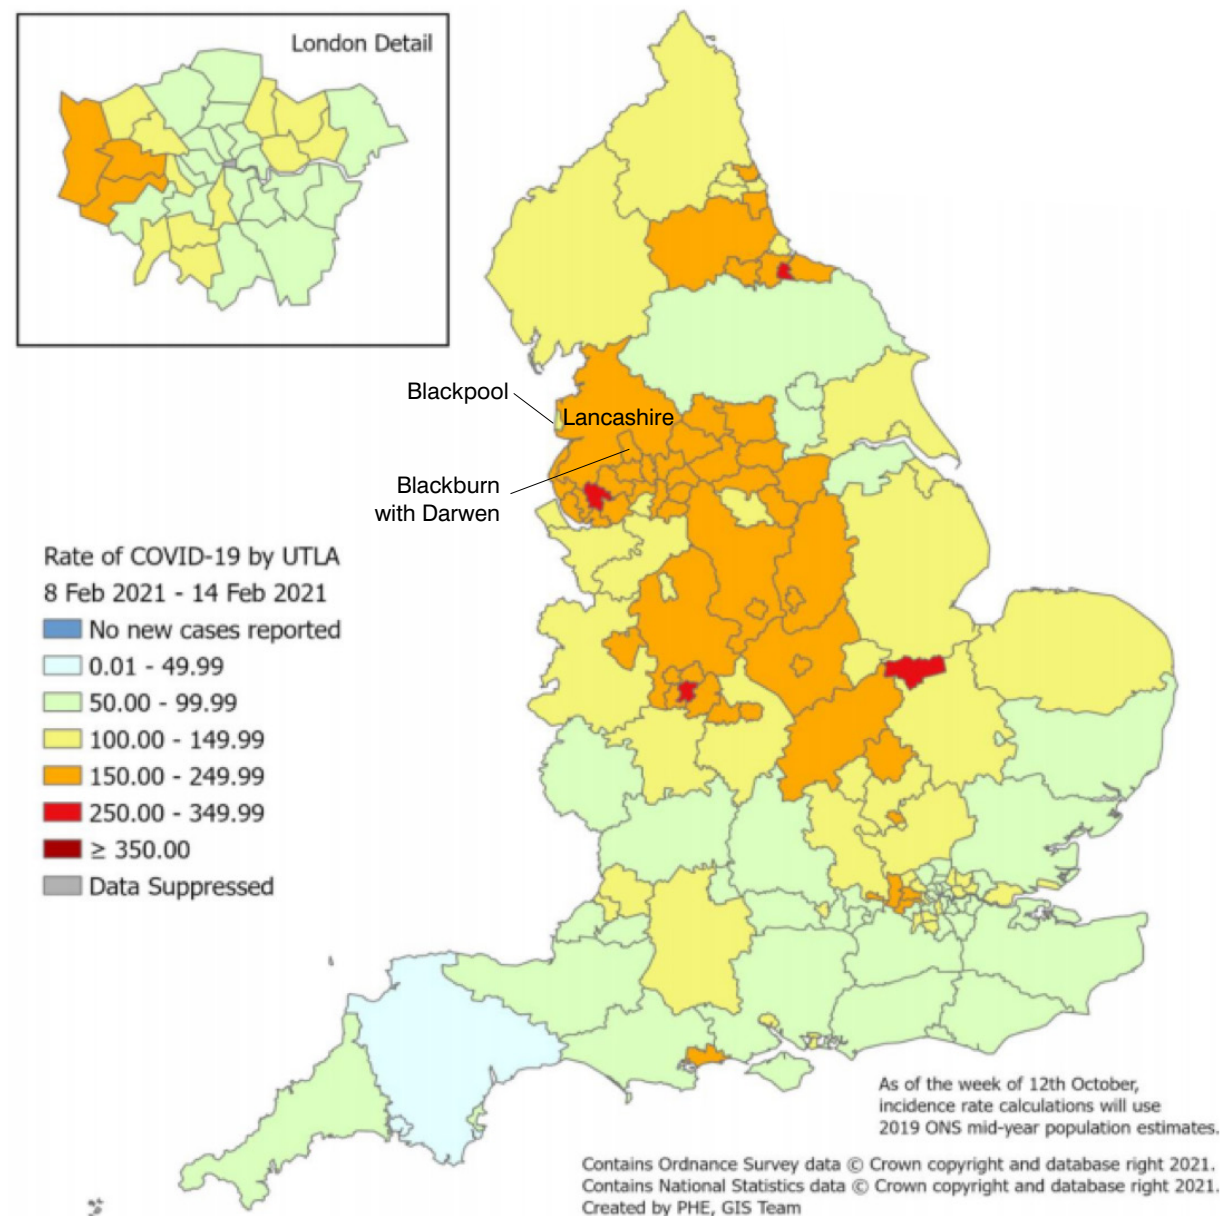 London Detail
Blackpool
Lancashire
Blackburn
with Darwen
Rate of COVID-19 by UTLA
8 Feb 2021 - 14 Feb 2021
No new cases reported
0.01 - 49.99
50.00 - 99.99
100.00 - 149.99
150.00 - 249.99
250.00 - 349.99
≥ 350.00
Data Suppressed
As of the week of 12th October,
incidence rate calculations will use
2019 ONS mid-year population estimates.
Contains Ordnance Survey data © Crown copyright and database right 2021.
Contains National Statistics data © Crown copyright and database right 2021.
Created by PHE, GIS Team